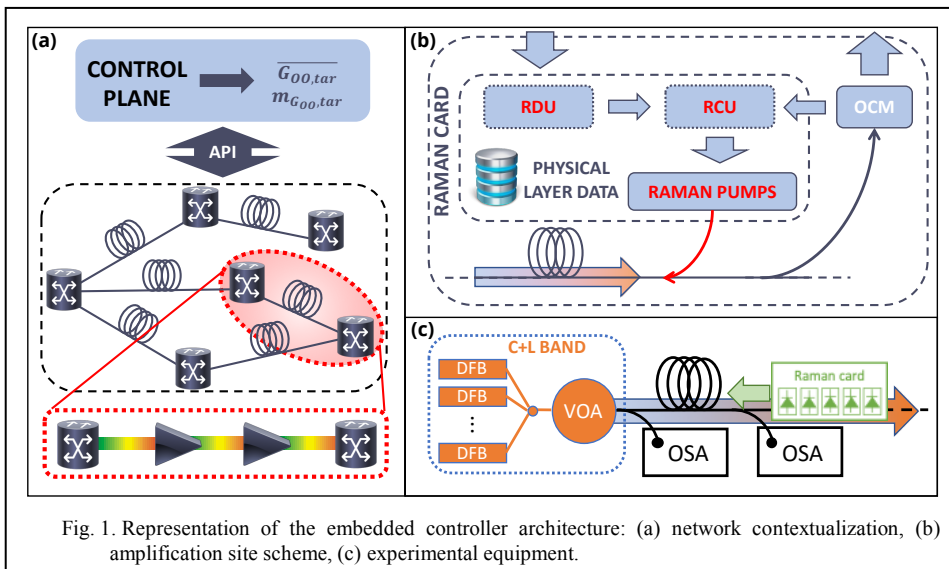 (a)
CONTROL
PLANE
$\overline{G_{OO,tar}}$
$m_{G_{OO,tar}}$
API
(b)
RAMAN CARD
RDU
RCU
OCM
PHYSICAL
LAYER DATA
RAMAN PUMPS
(c)
C+L BAND
DFB
DFB
⋮
DFB
VOA
OSA
OSA
Raman card
Fig. 1. Representation of the embedded controller architecture: (a) network contextualization, (b)
amplification site scheme, (c) experimental equipment.